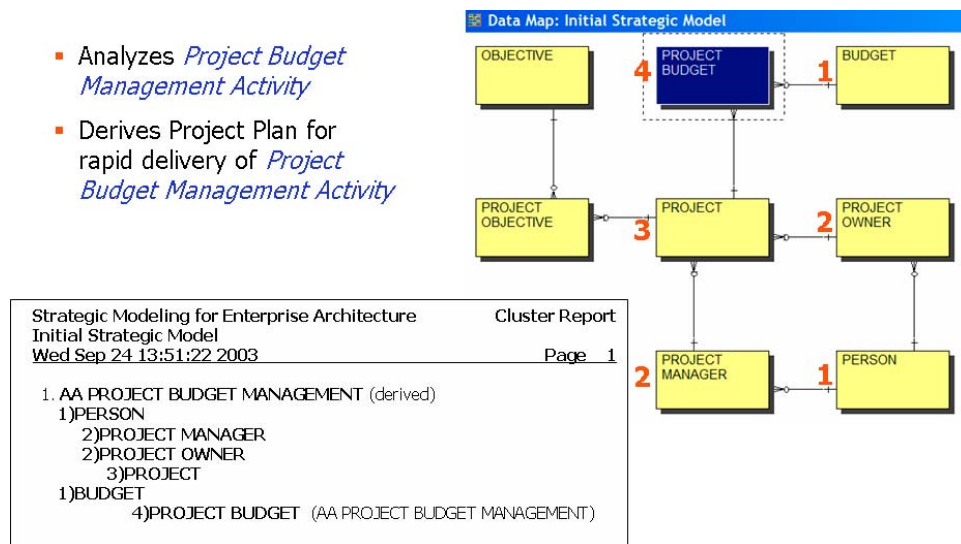 Analyzes Project Budget
Management Activity
Derives Project Plan for
rapid delivery of Project
Budget Management Activity
Data Map: Initial Strategic Model
OBJECTIVE
4
PROJECT
BUDGET
1
BUDGET
PROJECT
OBJECTIVE
3
PROJECT
2
PROJECT
OWNER
2
PROJECT
MANAGER
1
PERSON
Strategic Modeling for Enterprise Architecture Cluster Report
Initial Strategic Model
Wed Sep 24 13:51:22 2003 Page 1
1. AA PROJECT BUDGET MANAGEMENT (derived)
1)PERSON
2)PROJECT MANAGER
2)PROJECT OWNER
3)PROJECT
1)BUDGET
4)PROJECT BUDGET (AA PROJECT BUDGET MANAGEMENT)